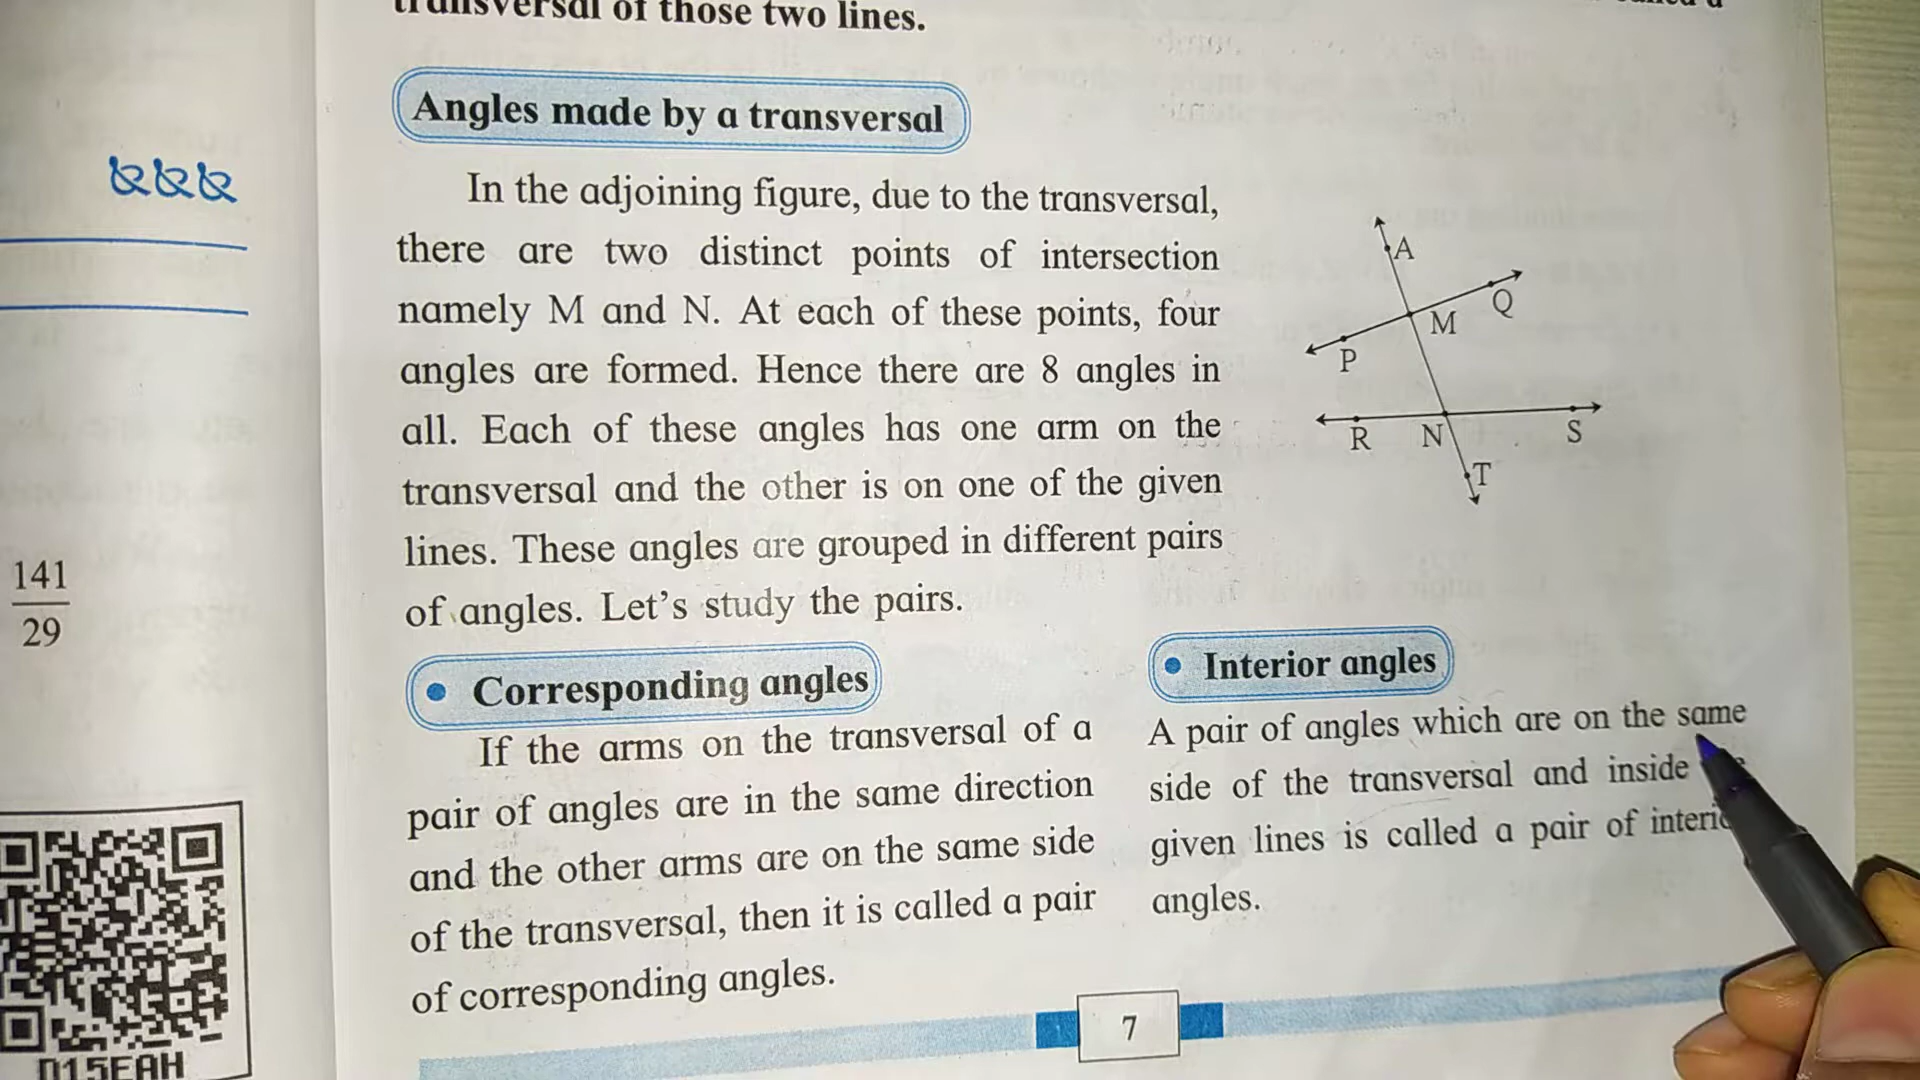 transversal of those two lines.
Angles made by a transversal
In the adjoining figure, due to the transversal,
there are two distinct points of intersection
namely M and N. At each of these points, four
angles are formed. Hence there are 8 angles in
all. Each of these angles has one arm on the
transversal and the other is on one of the given
lines. These angles are grouped in different pairs
of angles. Let's study the pairs.
A
Q
M
P
R N S
T
• Corresponding angles
If the arms on the transversal of a
pair of angles are in the same direction
and the other arms are on the same side
of the transversal, then it is called a pair
of corresponding angles.
• Interior angles
A pair of angles which are on the same
side of the transversal and inside
given lines is called a pair of
angles.
7
141
29